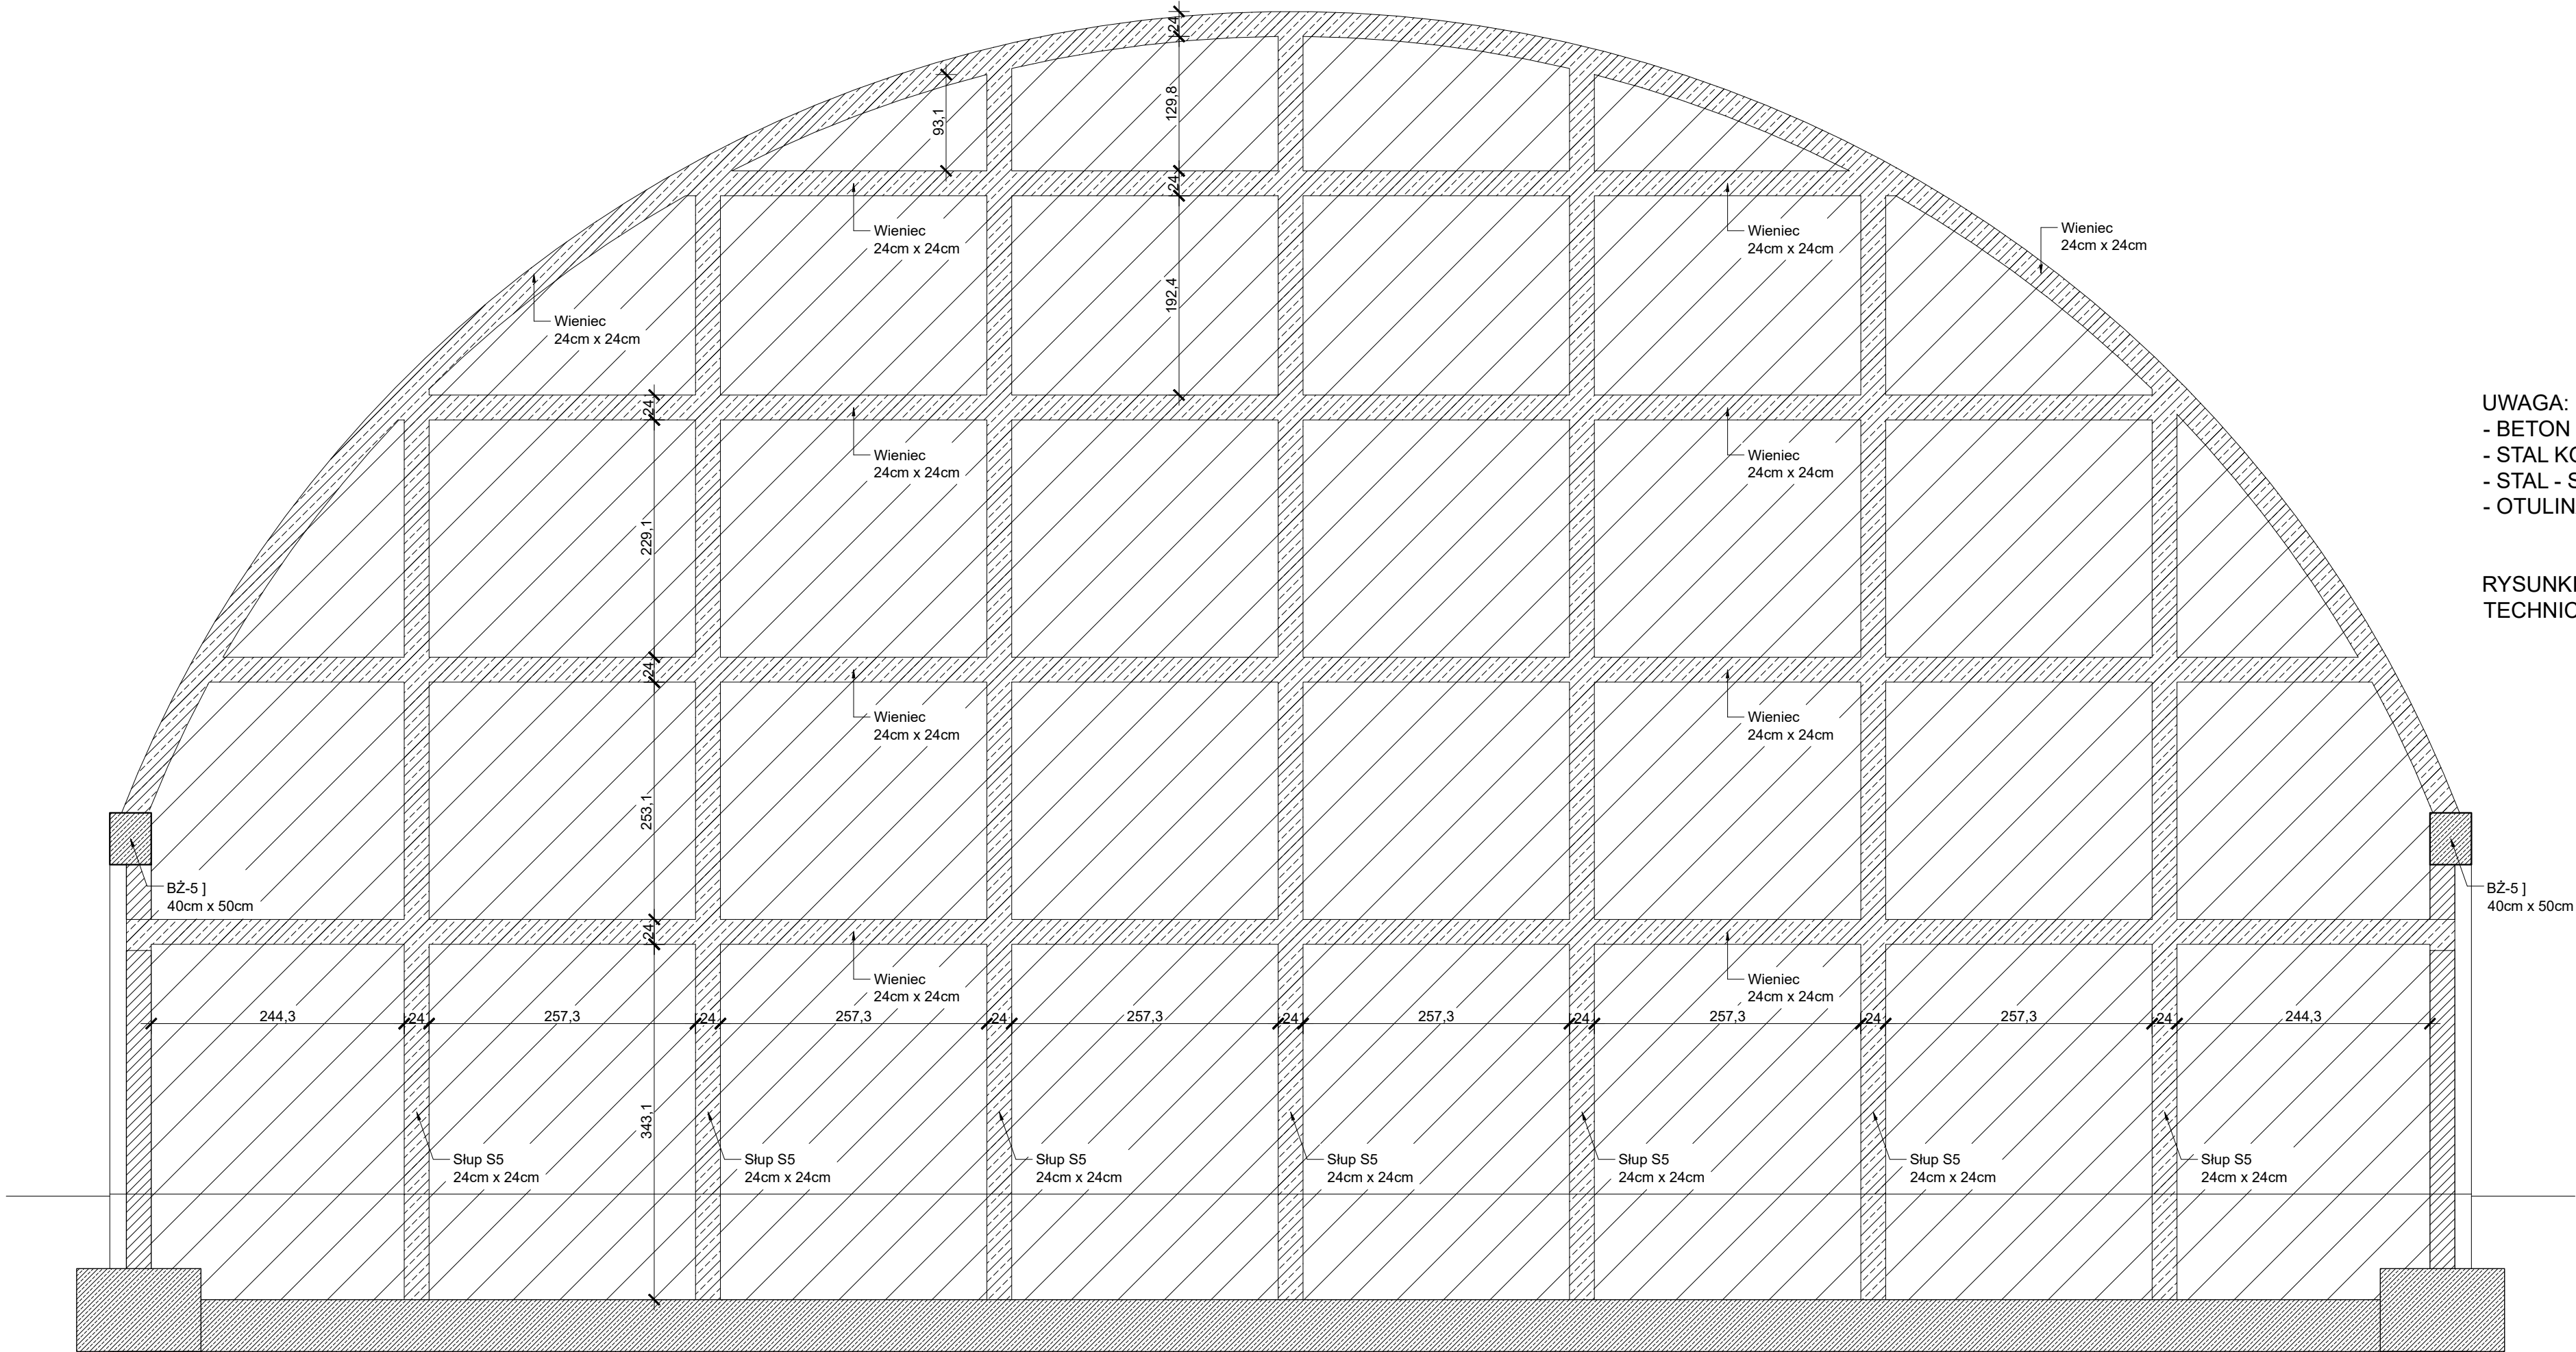 24
129,8
93,1
24
Wieniec
24cm x 24cm
Wieniec
24cm x 24cm
Wieniec
24cm x 24cm
192,4
Wieniec
24cm x 24cm
24
UWAGA:
- BETON
- STAL
- STAL -
Wieniec
24cm x 24cm
Wieniec
24cm x 24cm
229,1
24
Wieniec
24cm x 24cm
Wieniec
24cm x 24cm
253,1
BŻ-5 ]
40cm x 50cm
BŻ-5 ]
40cm x 50cm
24
Wieniec
24cm x 24cm
Wieniec
24cm x 24cm
244,3
24
257,3
24
257,3
24
257,3
24
257,3
24
257,3
24
257,3
24
244,3
343,1
Słup S5
24cm x 24cm
Słup S5
24cm x 24cm
Słup S5
24cm x 24cm
Słup S5
24cm x 24cm
Słup S5
24cm x 24cm
Słup S5
24cm x 24cm
Słup S5
24cm x 24cm